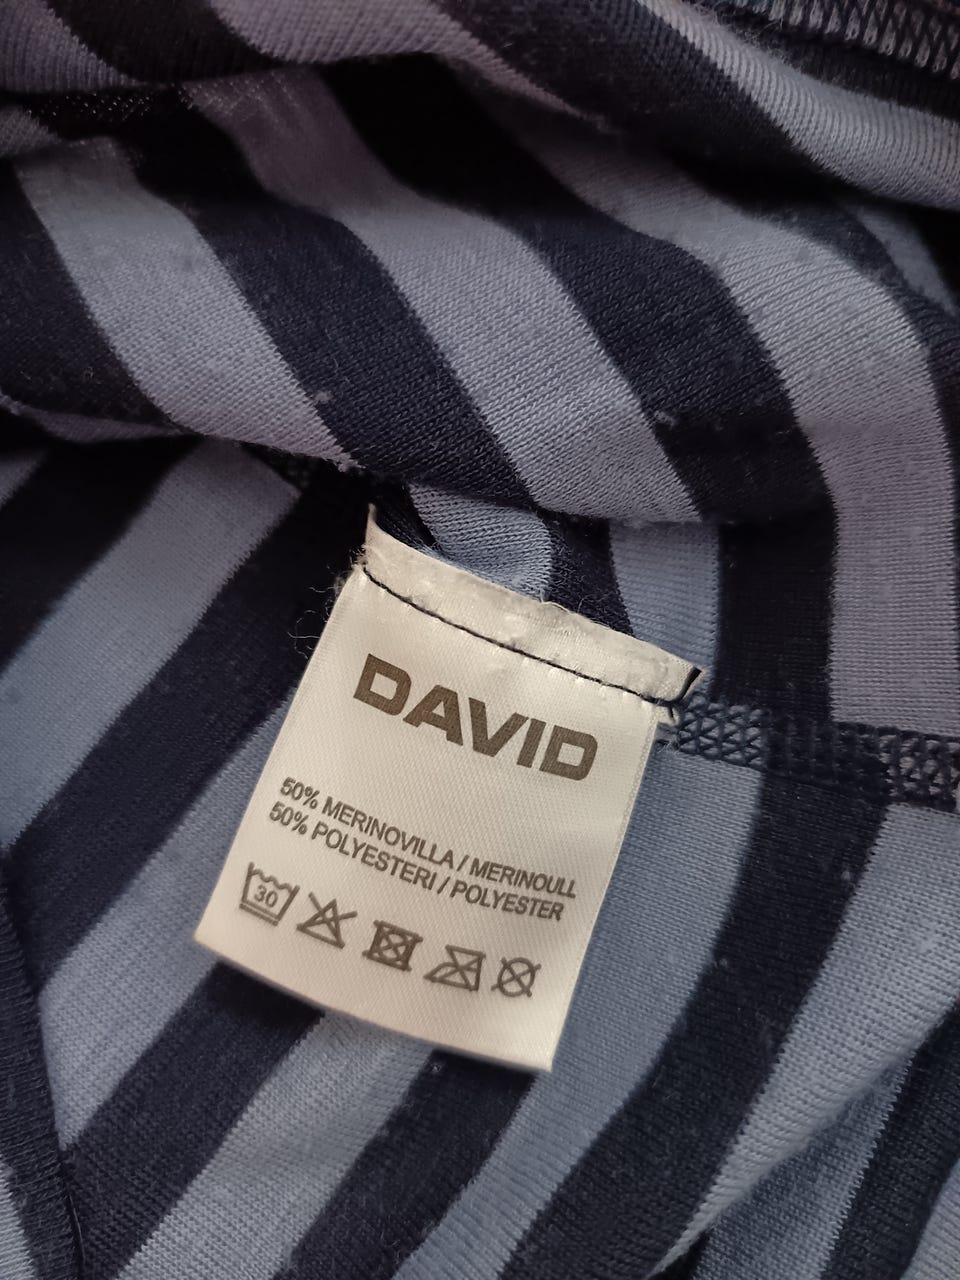 DAVID
50% MERINOVILLA / MERINOULL
50% POLYESTERI / POLYESTER
30